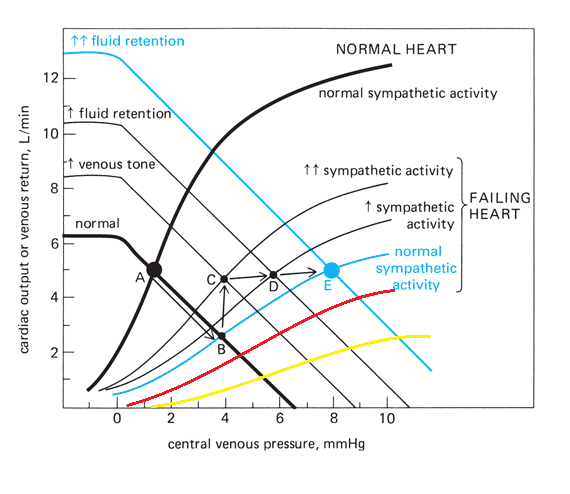 ↑↑ fluid retention
NORMAL HEART
normal sympathetic activity
↑ fluid retention
↑↑ sympathetic activity
↑ venous tone
↑ sympathetic
activity
FAILING
HEART
normal
normal
sympathetic
activity
A
B
C
D
E
cardiac output or venous return, L/min
12
10
8
6
4
2
0
2
4
6
8
10
central venous pressure, mmHg